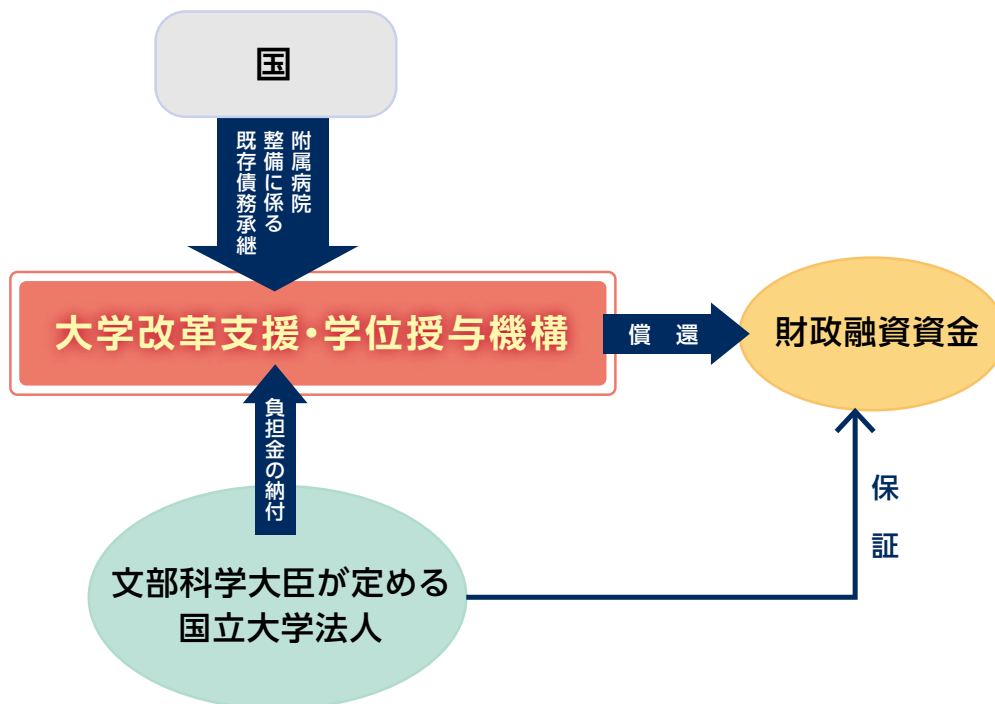 国
附属病院
整備に係る
既存債務承継
大学改革支援・学位授与機構
償還
財政融資資金
負担金の納付
保証
文部科学大臣が定める
国立大学法人